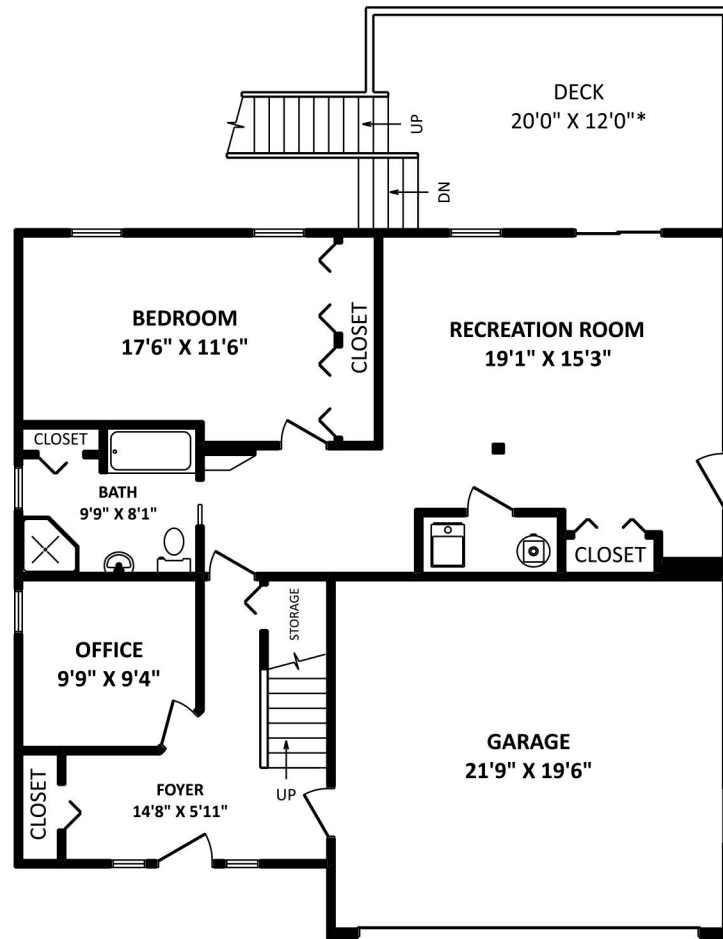 DECK
20'0" X 12'0"*
UP
DN
BEDROOM
17'6" X 11'6"
CLOSET
RECREATION ROOM
19'1" X 15'3"
CLOSET
BATH
9'9" X 8'1"
CLOSET
STORAGE
OFFICE
9'9" X 9'4"
GARAGE
21'9" X 19'6"
FOYER
14'8" X 5'11"
UP
CLOSET